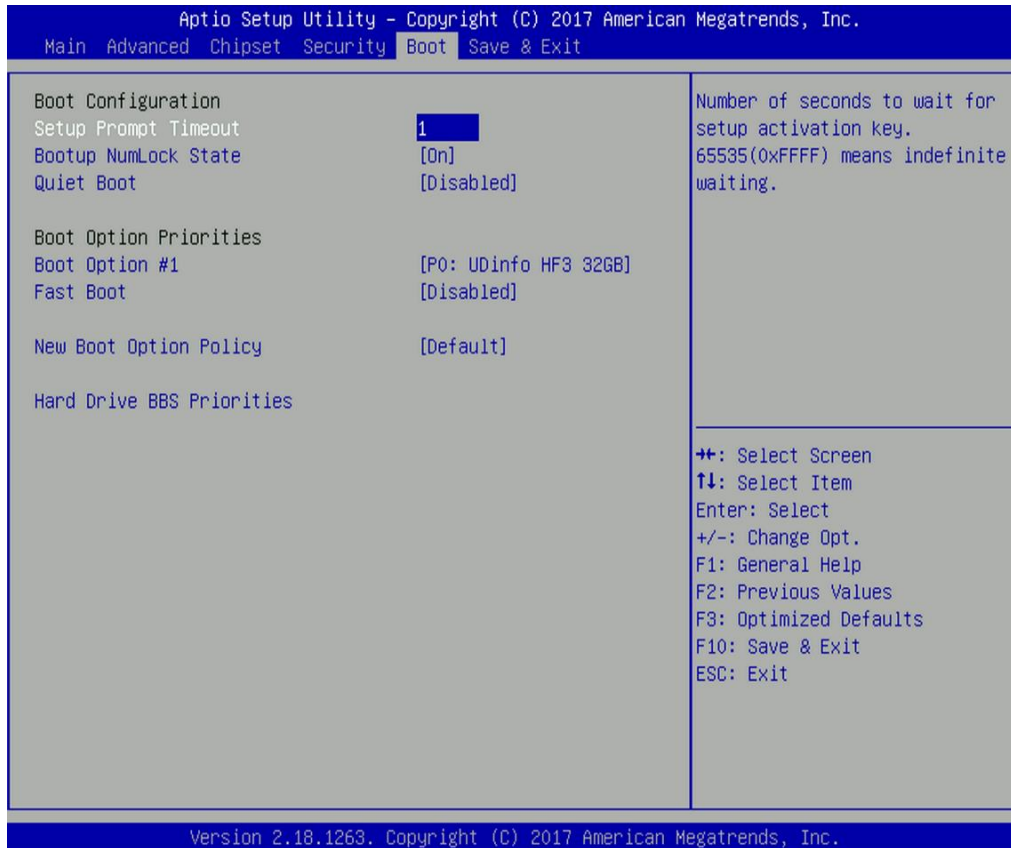 Aptio Setup Utility – Copyright (C) 2017 American Megatrends, Inc.
Main Advanced Chipset Security Boot Save & Exit
Boot Configuration
Setup Prompt Timeout 1
Bootup NumLock State [On]
Quiet Boot [Disabled]
Boot Option Priorities
Boot Option #1 [P0: UDinfo HF3 32GB]
Fast Boot [Disabled]
New Boot Option Policy [Default]
Hard Drive BBS Priorities
Number of seconds to wait for
setup activation key.
65535(0xFFFF) means indefinite
waiting.
→←: Select Screen
↑↓: Select Item
Enter: Select
+/-: Change Opt.
F1: General Help
F2: Previous Values
F3: Optimized Defaults
F10: Save & Exit
ESC: Exit
Version 2.18.1263. Copyright (C) 2017 American Megatrends, Inc.